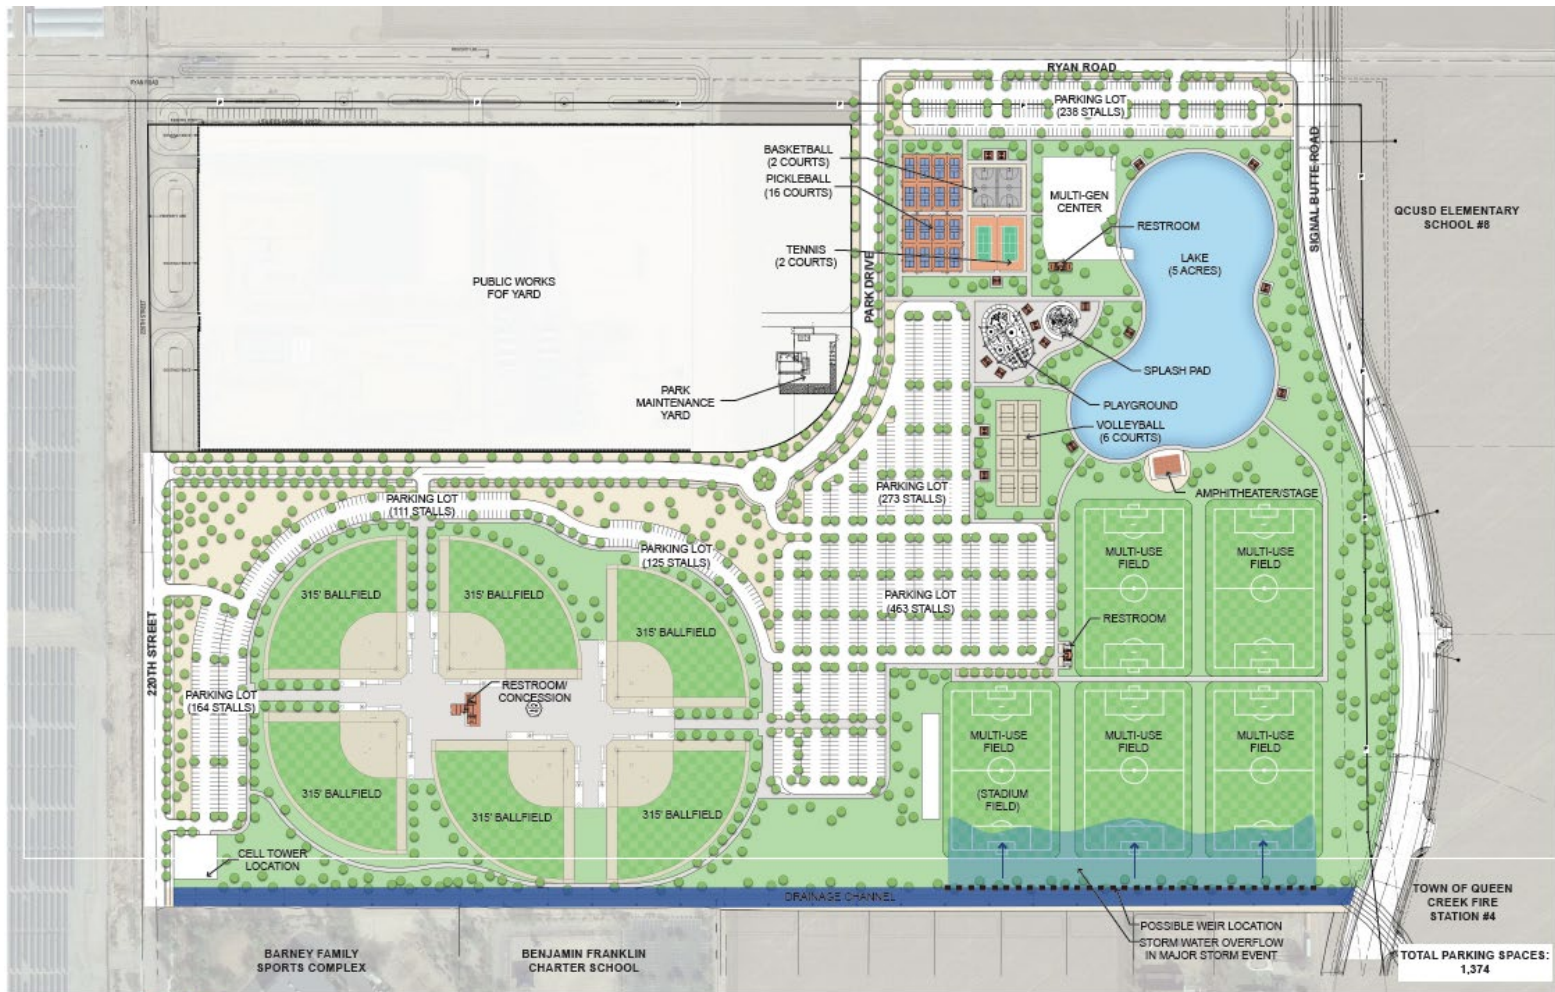 RYAN ROAD
RYAN ROAD
PARKING LOT
(238 STALLS)
BASKETBALL
(2 COURTS)
PICKLEBALL
(16 COURTS)
TENNIS
(2 COURTS)
MULTI-GEN
CENTER
RESTROOM
LAKE
(5 ACRES)
SIGNAL BUTTE ROAD
QCUSD ELEMENTARY
SCHOOL #8
PUBLIC WORKS
FOF YARD
PARK DRIVE
PARK
MAINTENANCE
YARD
SPLASH PAD
PLAYGROUND
VOLLEYBALL
(6 COURTS)
AMPHITHEATER/STAGE
PARKING LOT
(273 STALLS)
PARKING LOT
(111 STALLS)
PARKING LOT
(125 STALLS)
PARKING LOT
(463 STALLS)
MULTI-USE
FIELD
MULTI-USE
FIELD
RESTROOM
315' BALLFIELD
315' BALLFIELD
315' BALLFIELD
220TH STREET
PARKING LOT
(164 STALLS)
RESTROOM/
CONCESSION
MULTI-USE
FIELD
(STADIUM
FIELD)
MULTI-USE
FIELD
MULTI-USE
FIELD
315' BALLFIELD
315' BALLFIELD
315' BALLFIELD
CELL TOWER
LOCATION
DRAINAGE CHANNEL
POSSIBLE WEIR LOCATION
STORM WATER OVERFLOW
IN MAJOR STORM EVENT
BARNEY FAMILY
SPORTS COMPLEX
BENJAMIN FRANKLIN
CHARTER SCHOOL
TOWN OF QUEEN
CREEK FIRE
STATION #4
TOTAL PARKING SPACES:
1,374